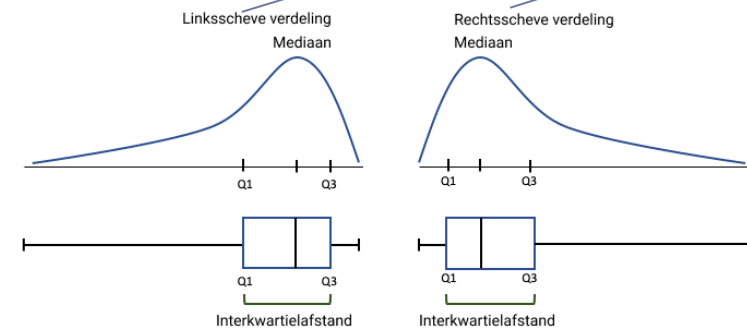 Linksscheve verdeling
Mediaan
Q1
Q3
Q1
Q3
Interkwartielafstand
Rechtsscheve verdeling
Mediaan
Q1
Q3
Q1
Q3
Interkwartielafstand